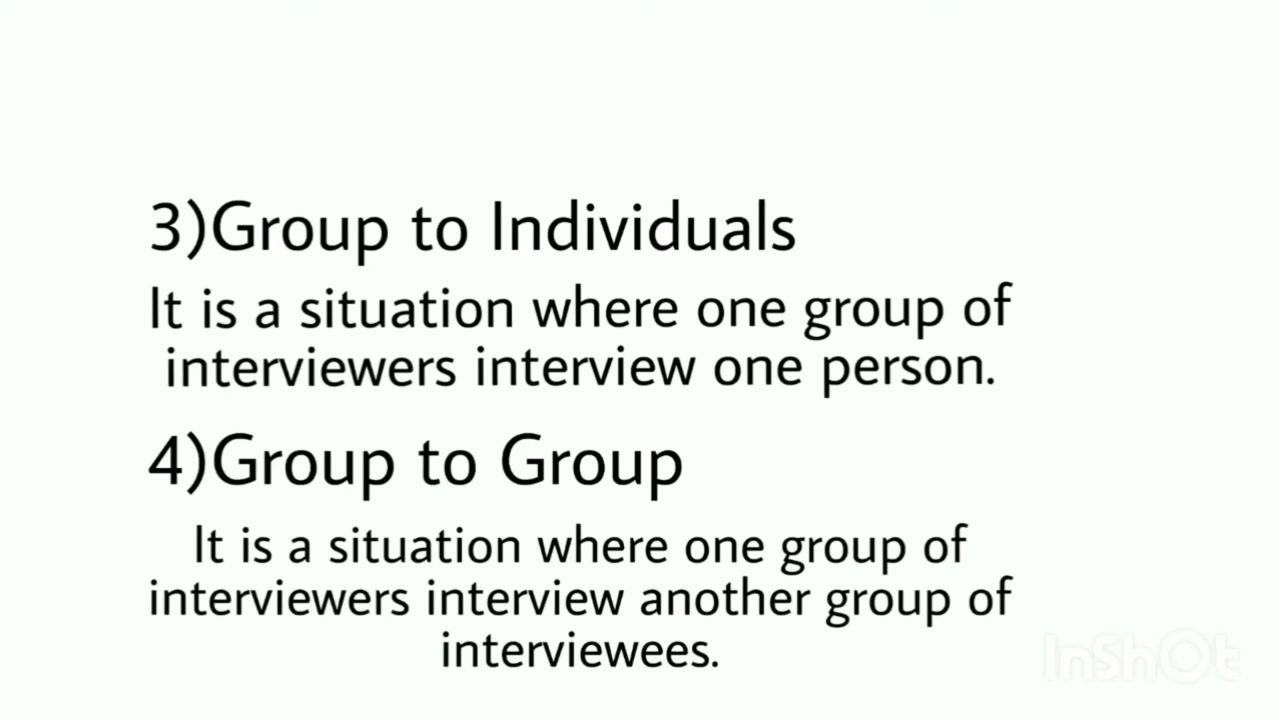 3)Group to Individuals
It is a situation where one group of
interviewers interview one person.
4)Group to Group
It is a situation where one group of
interviewers interview another group of
interviewees.
InShOt